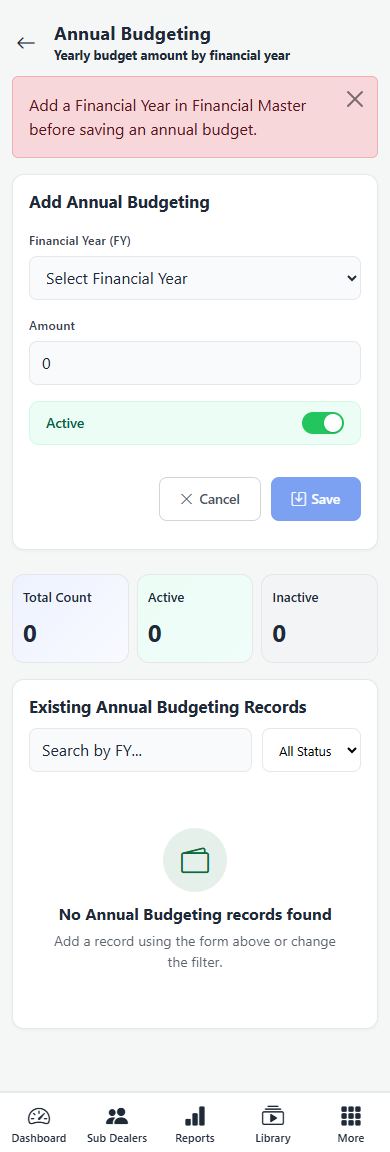 Annual Budgeting
Yearly budget amount by financial year
Add a Financial Year in Financial Master
before saving an annual budget.
Add Annual Budgeting
Financial Year (FY)
Select Financial Year
Amount
0
Active
Cancel
Save
Total Count
Active
Inactive
0
0
0
Existing Annual Budgeting Records
Search by FY...
All Status
No Annual Budgeting records found
Add a record using the form above or change
the filter.
Dashboard
Sub Dealers
Reports
Library
More